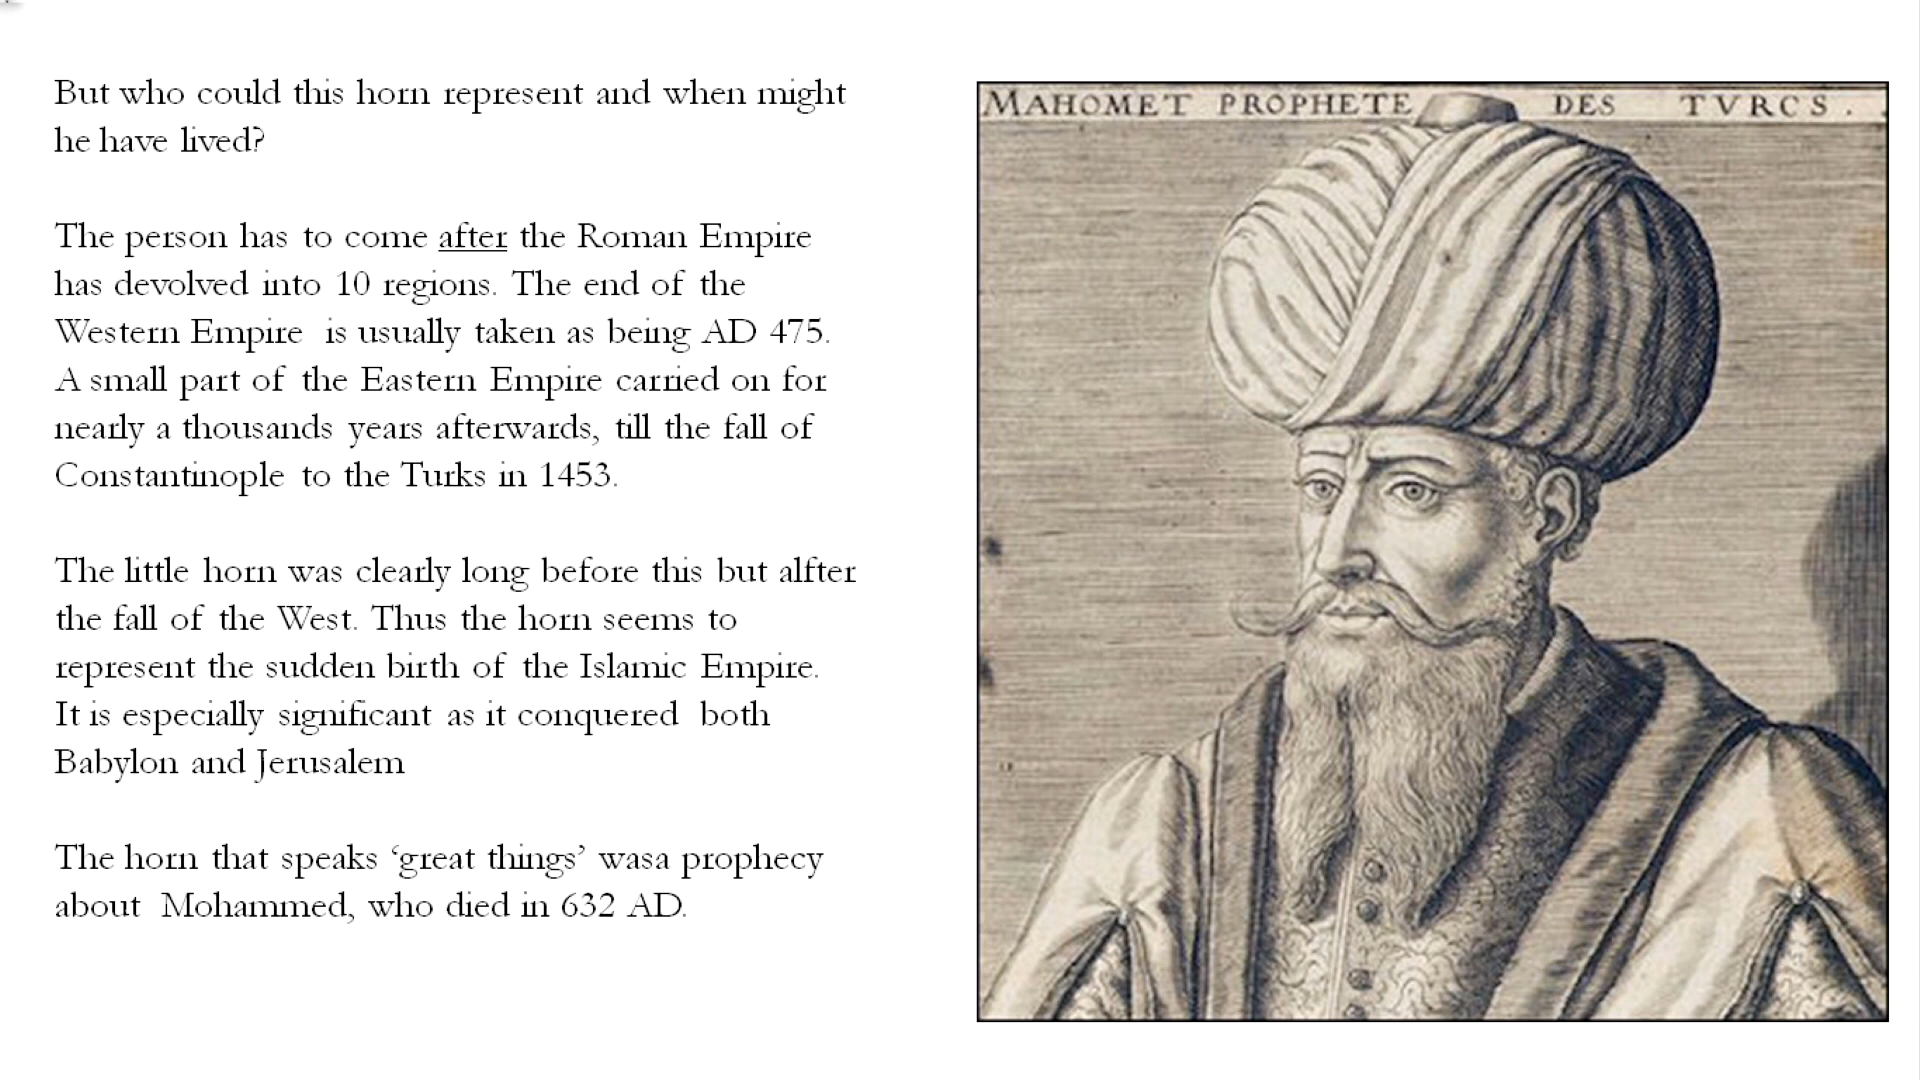 But who could this horn represent and when might
he have lived?
The person has to come after the Roman Empire
has devolved into 10 regions. The end of the
Western Empire is usually taken as being AD 475.
A small part of the Eastern Empire carried on for
nearly a thousands years afterwards, till the fall of
Constantinople to the Turks in 1453.
The little horn was clearly long before this but alfter
the fall of the West. Thus the horn seems to
represent the sudden birth of the Islamic Empire.
It is especially significant as it conquered both
Babylon and Jerusalem
The horn that speaks ‘great things’ wasa prophecy
about Mohammed, who died in 632 AD.
MAHOMET PROPHETE DES TVRCS.